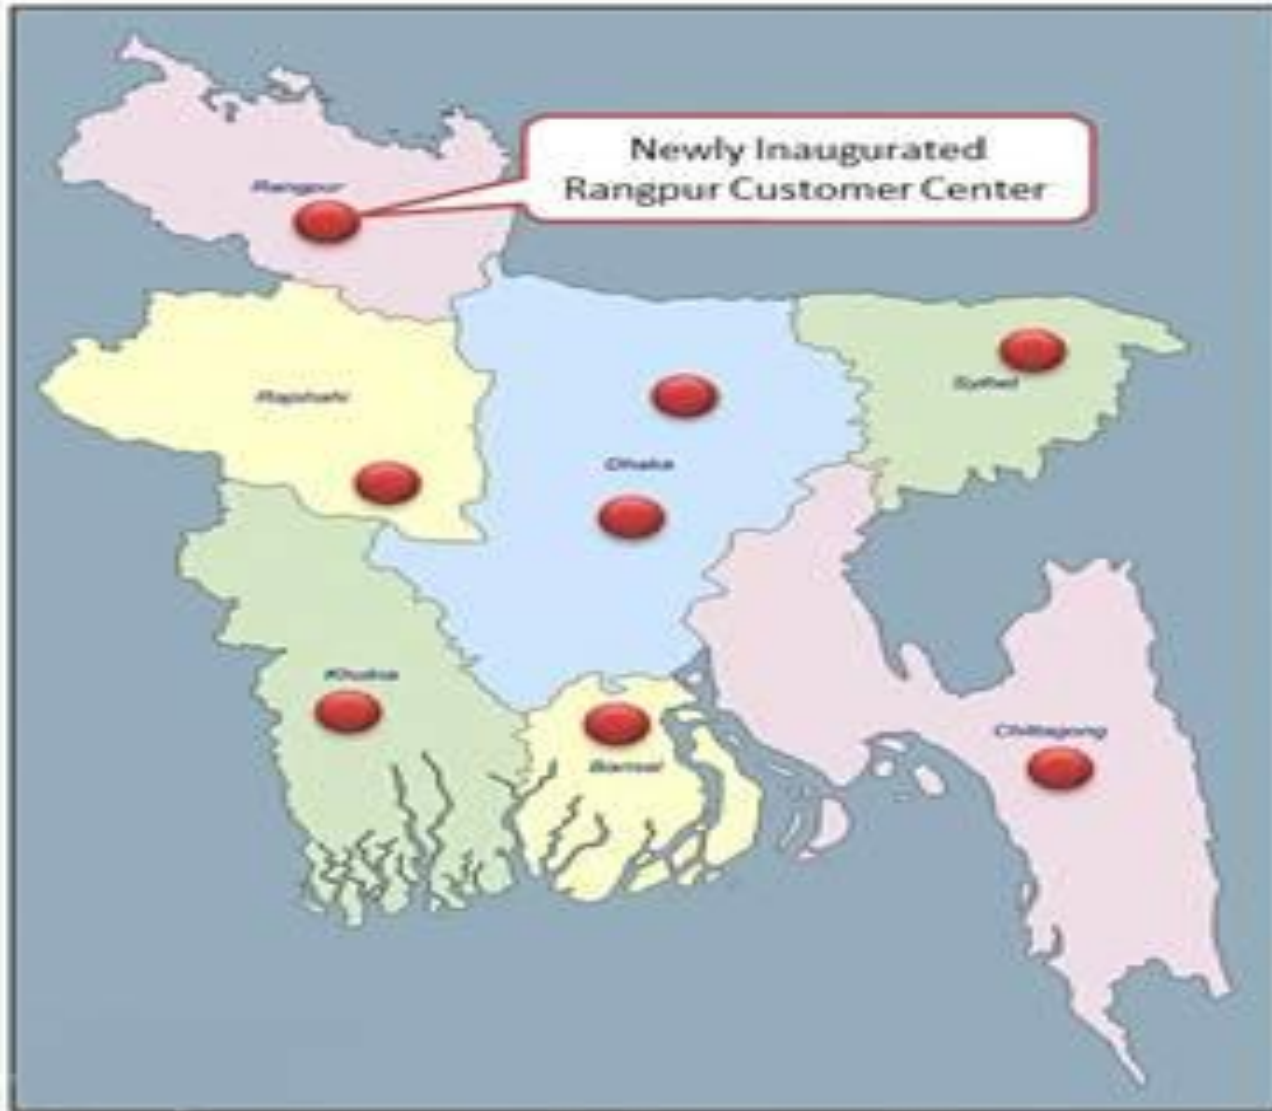 Newly Inaugurated
Rangpur Customer Center
Rangpur
Rajshahi
Sylhet
Dhaka
Khulna
Barisal
Chittagong